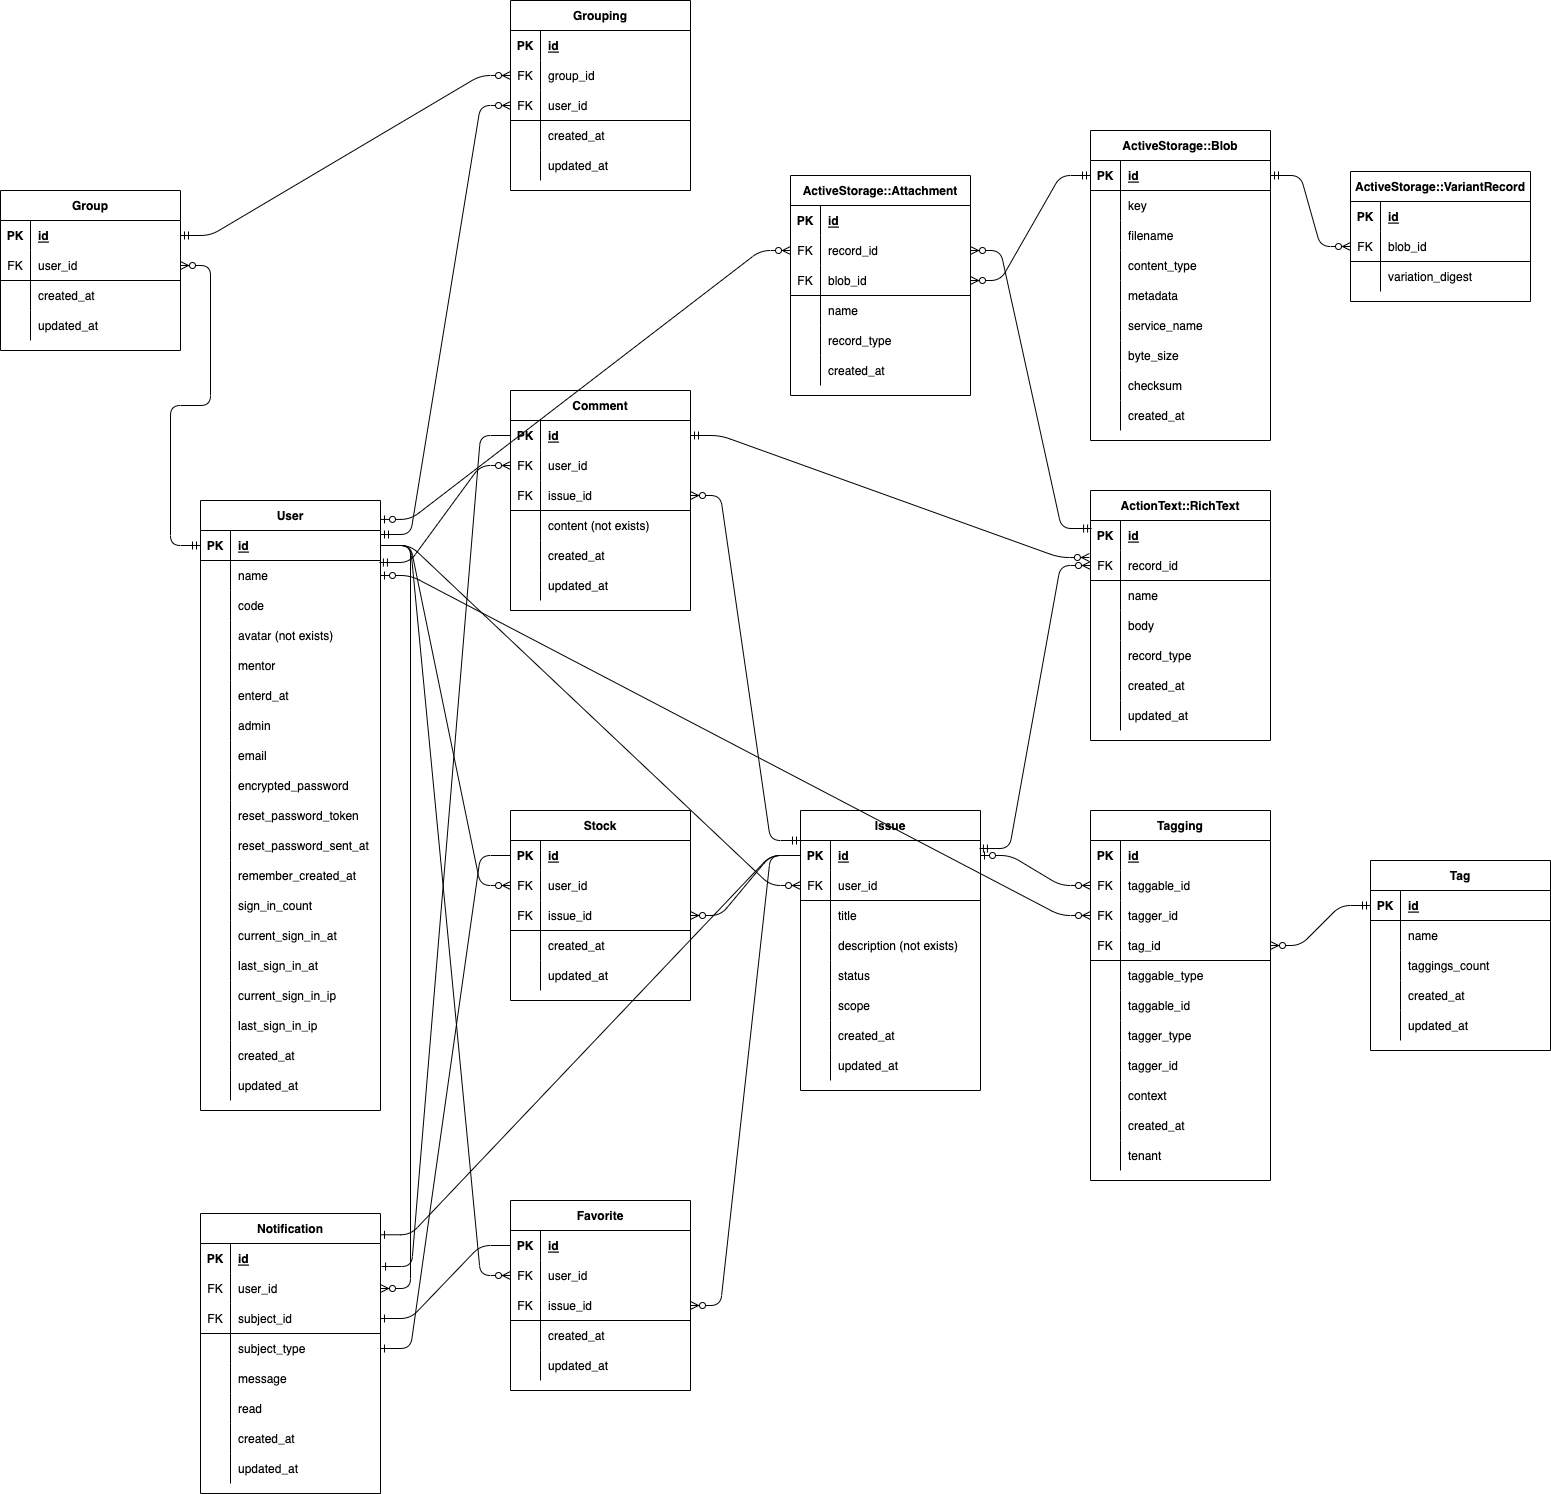 Grouping
PK id
FK group_id
FK user_id
created_at
updated_at
Group
PK id
FK user_id
created_at
updated_at
ActiveStorage::Attachment
PK id
FK record_id
FK blob_id
name
record_type
created_at
ActiveStorage::Blob
PK id
key
filename
content_type
metadata
service_name
byte_size
checksum
created_at
ActiveStorage::VariantRecord
PK id
FK blob_id
variation_digest
Comment
PK id
FK user_id
FK issue_id
content (not exists)
created_at
updated_at
User
PK id
name
code
avatar (not exists)
mentor
enterd_at
admin
email
encrypted_password
reset_password_token
reset_password_sent_at
remember_created_at
sign_in_count
current_sign_in_at
last_sign_in_at
current_sign_in_ip
last_sign_in_ip
created_at
updated_at
ActionText::RichText
PK id
FK record_id
name
body
record_type
created_at
updated_at
Stock
PK id
FK user_id
FK issue_id
created_at
updated_at
Issue
PK id
FK user_id
title
description (not exists)
status
scope
created_at
updated_at
Tagging
PK id
FK taggable_id
FK tagger_id
FK tag_id
taggable_type
taggable_id
tagger_type
tagger_id
context
created_at
tenant
Tag
PK id
name
taggings_count
created_at
updated_at
Notification
PK id
FK user_id
FK subject_id
subject_type
message
read
created_at
updated_at
Favorite
PK id
FK user_id
FK issue_id
created_at
updated_at